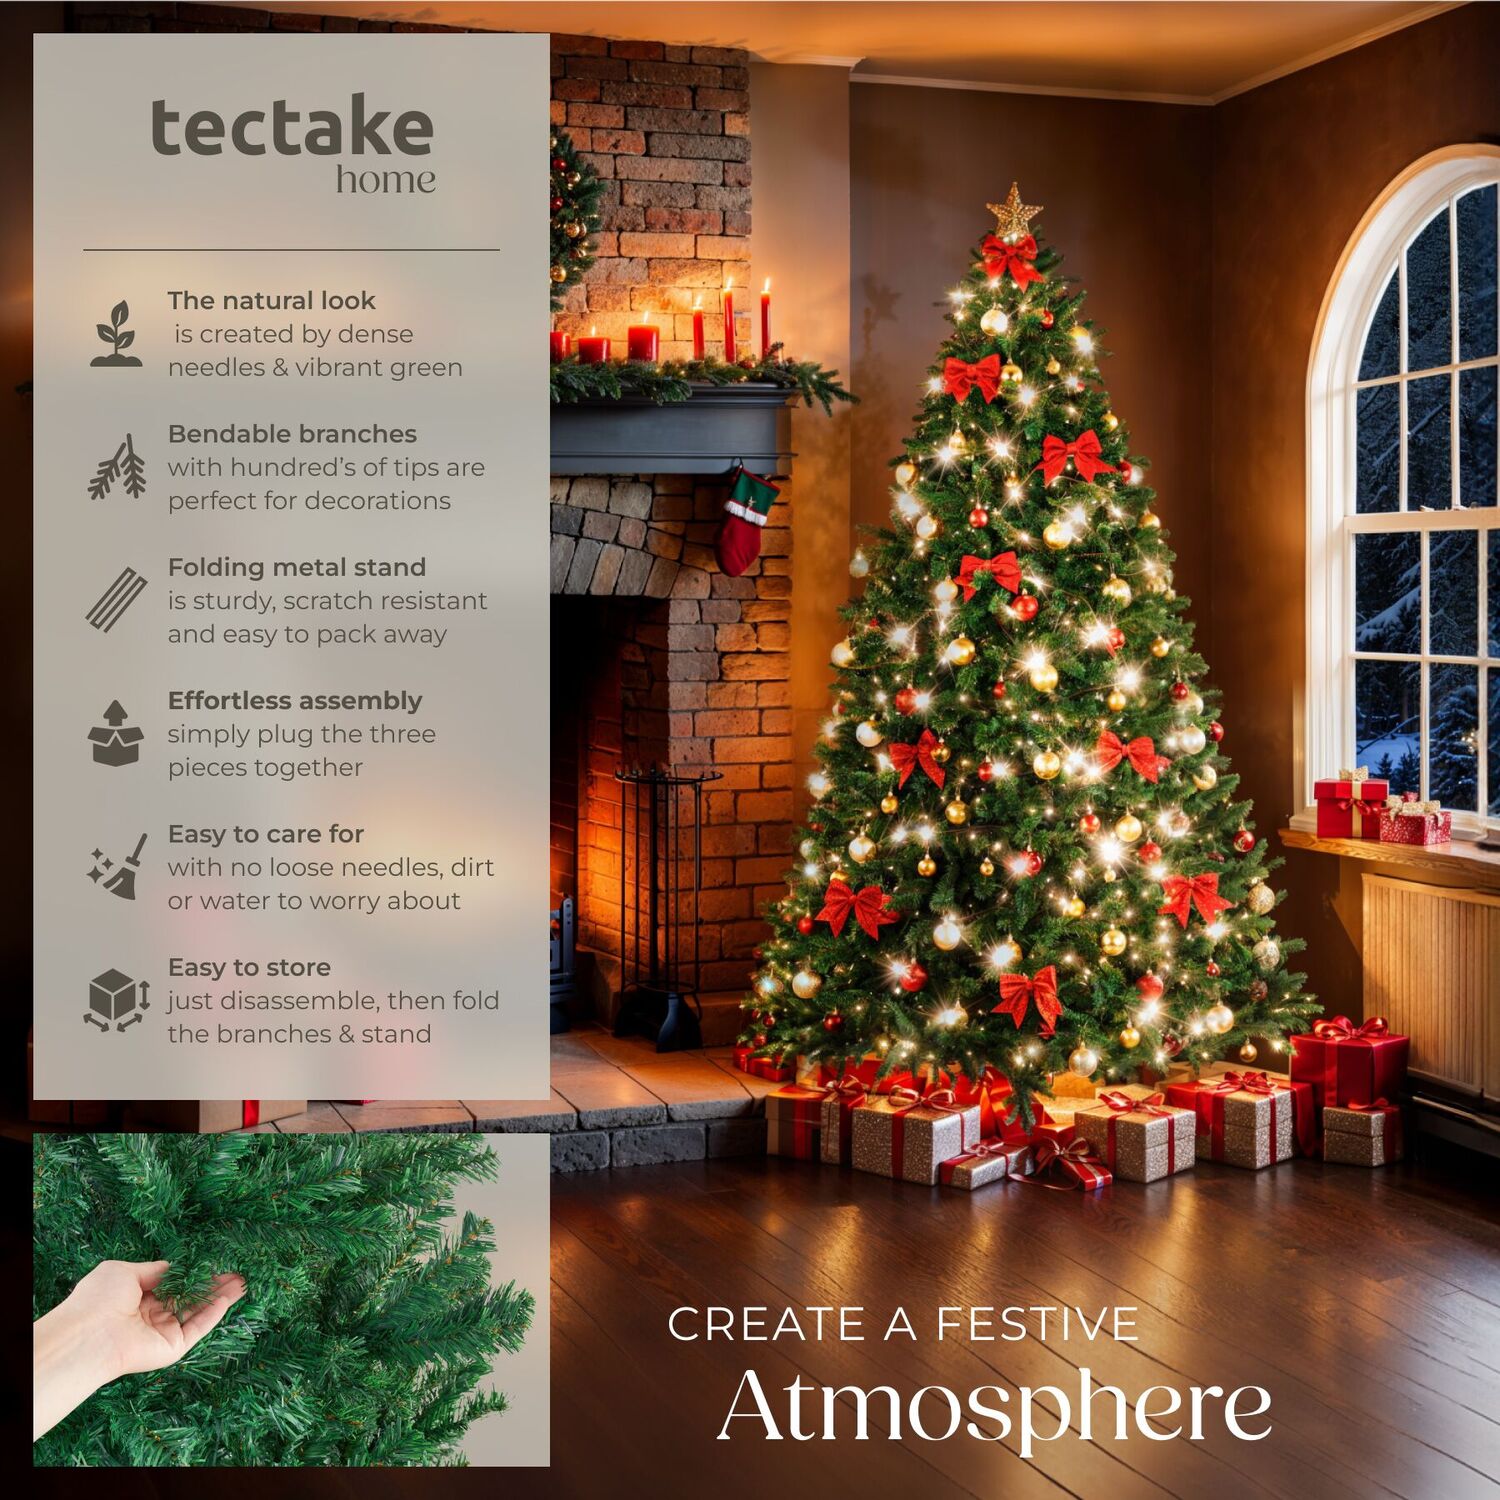 tectake
home
The natural look
is created by dense
needles & vibrant green
Bendable branches
with hundred's of tips are
perfect for decorations
Folding metal stand
is sturdy, scratch resistant
and easy to pack away
Effortless assembly
simply plug the three
pieces together
Easy to care for
with no loose needles, dirt
or water to worry about
Easy to store
just disassemble, then fold
the branches & stand
CREATE A FESTIVE
Atmosphere